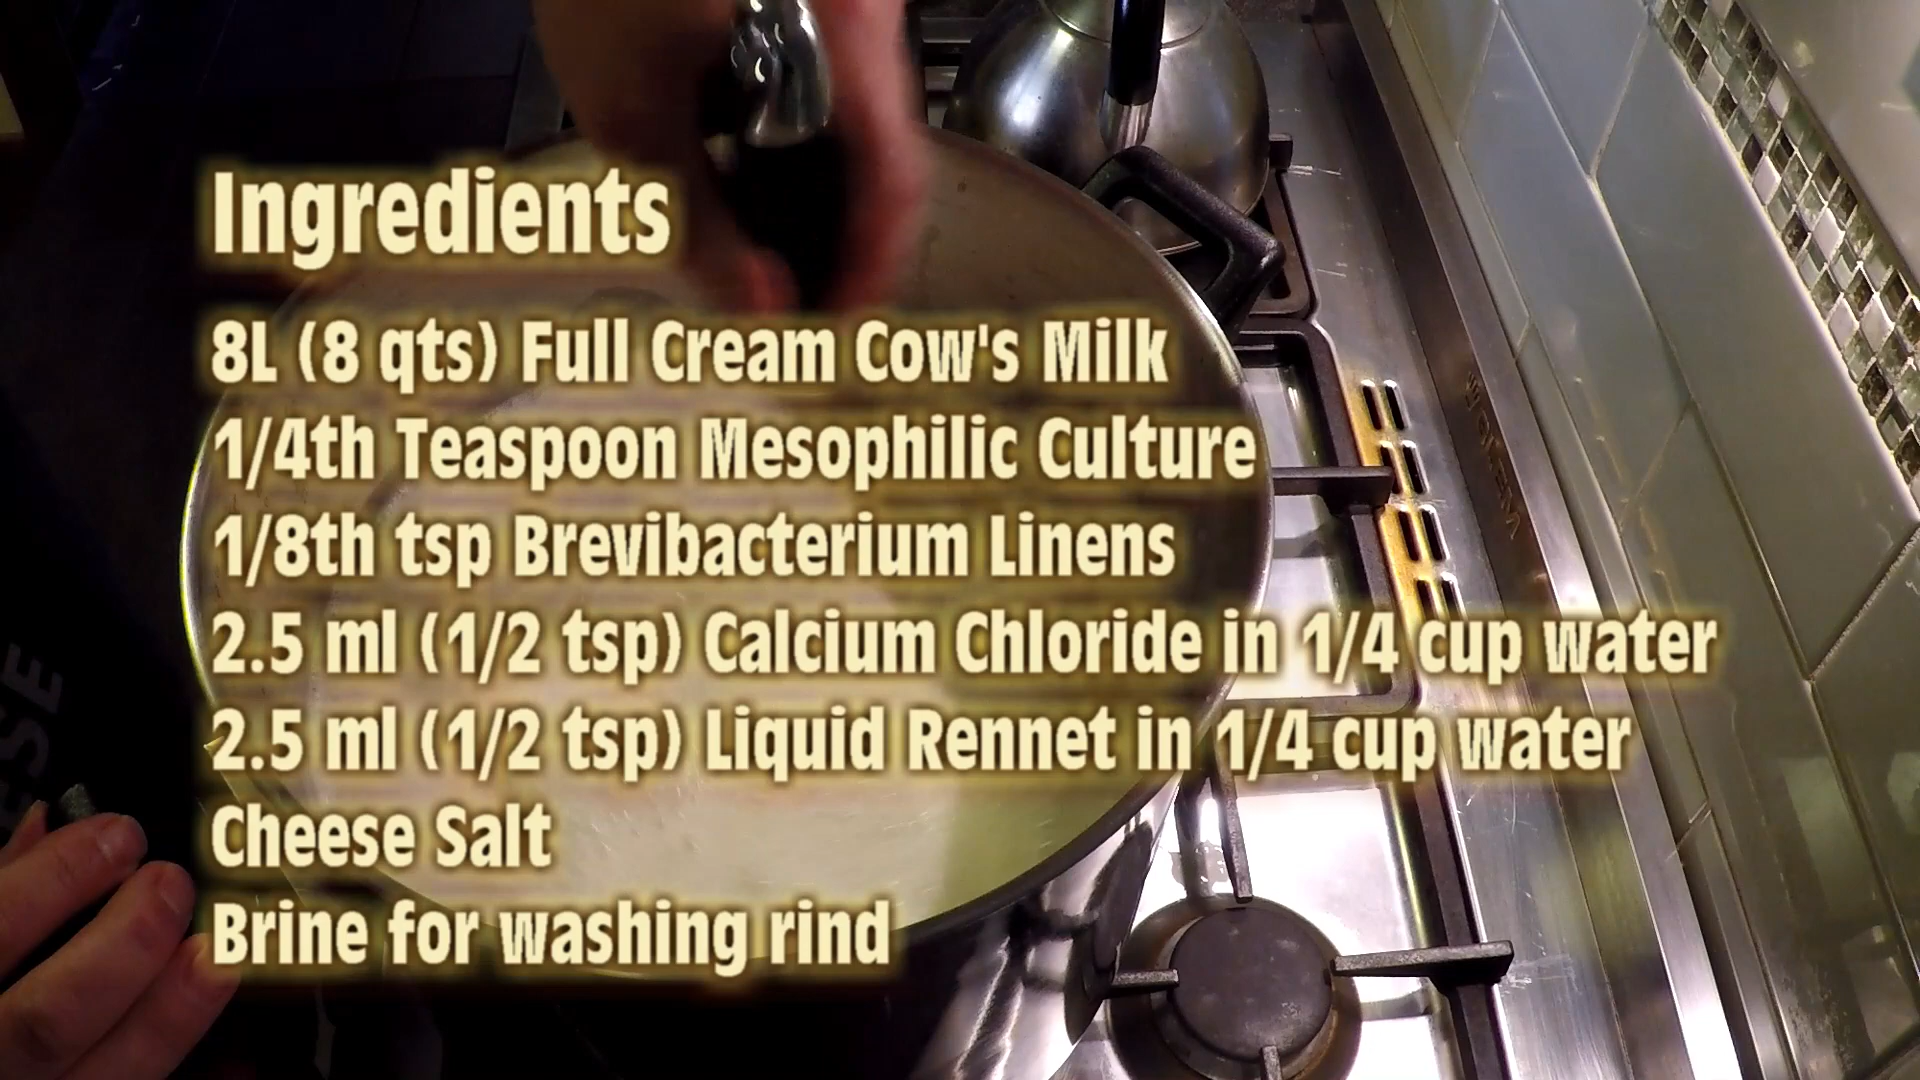 Ingredients
8L (8 qts) Full Cream Cow's Milk
1/4th Teaspoon Mesophilic Culture
1/8th tsp Brevibacterium Linens
2.5 ml (1/2 tsp) Calcium Chloride in 1/4 cup water
2.5 ml (1/2 tsp) Liquid Rennet in 1/4 cup water
Cheese Salt
Brine for washing rind